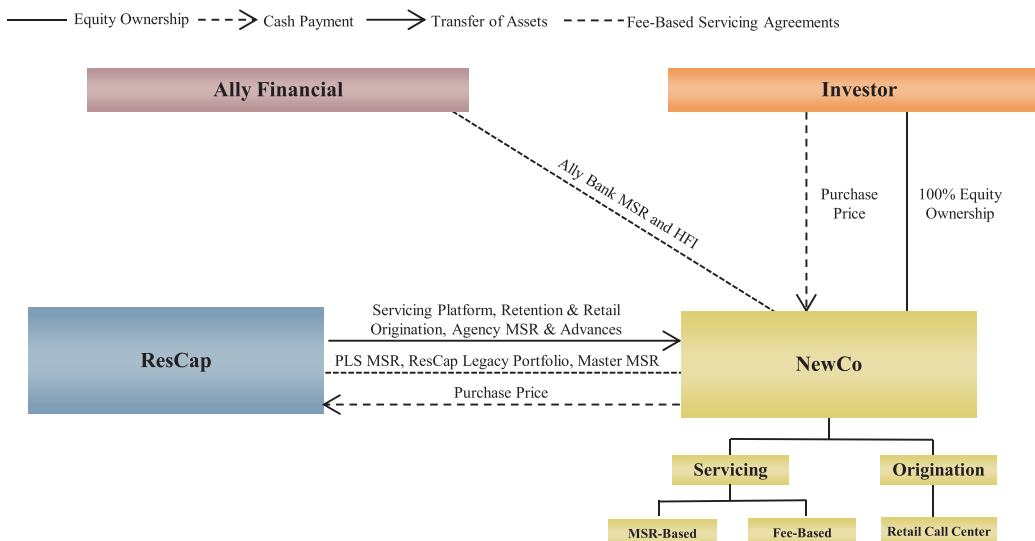 Equity Ownership
Cash Payment
Transfer of Assets
Fee-Based Servicing Agreements
Ally Financial
Investor
Ally Bank MSR and HFI
Purchase
Price
100% Equity
Ownership
Servicing Platform, Retention & Retail
Origination, Agency MSR & Advances
ResCap
PLS MSR, ResCap Legacy Portfolio, Master MSR
NewCo
Purchase Price
Servicing
Origination
MSR-Based
Fee-Based
Retail Call Center